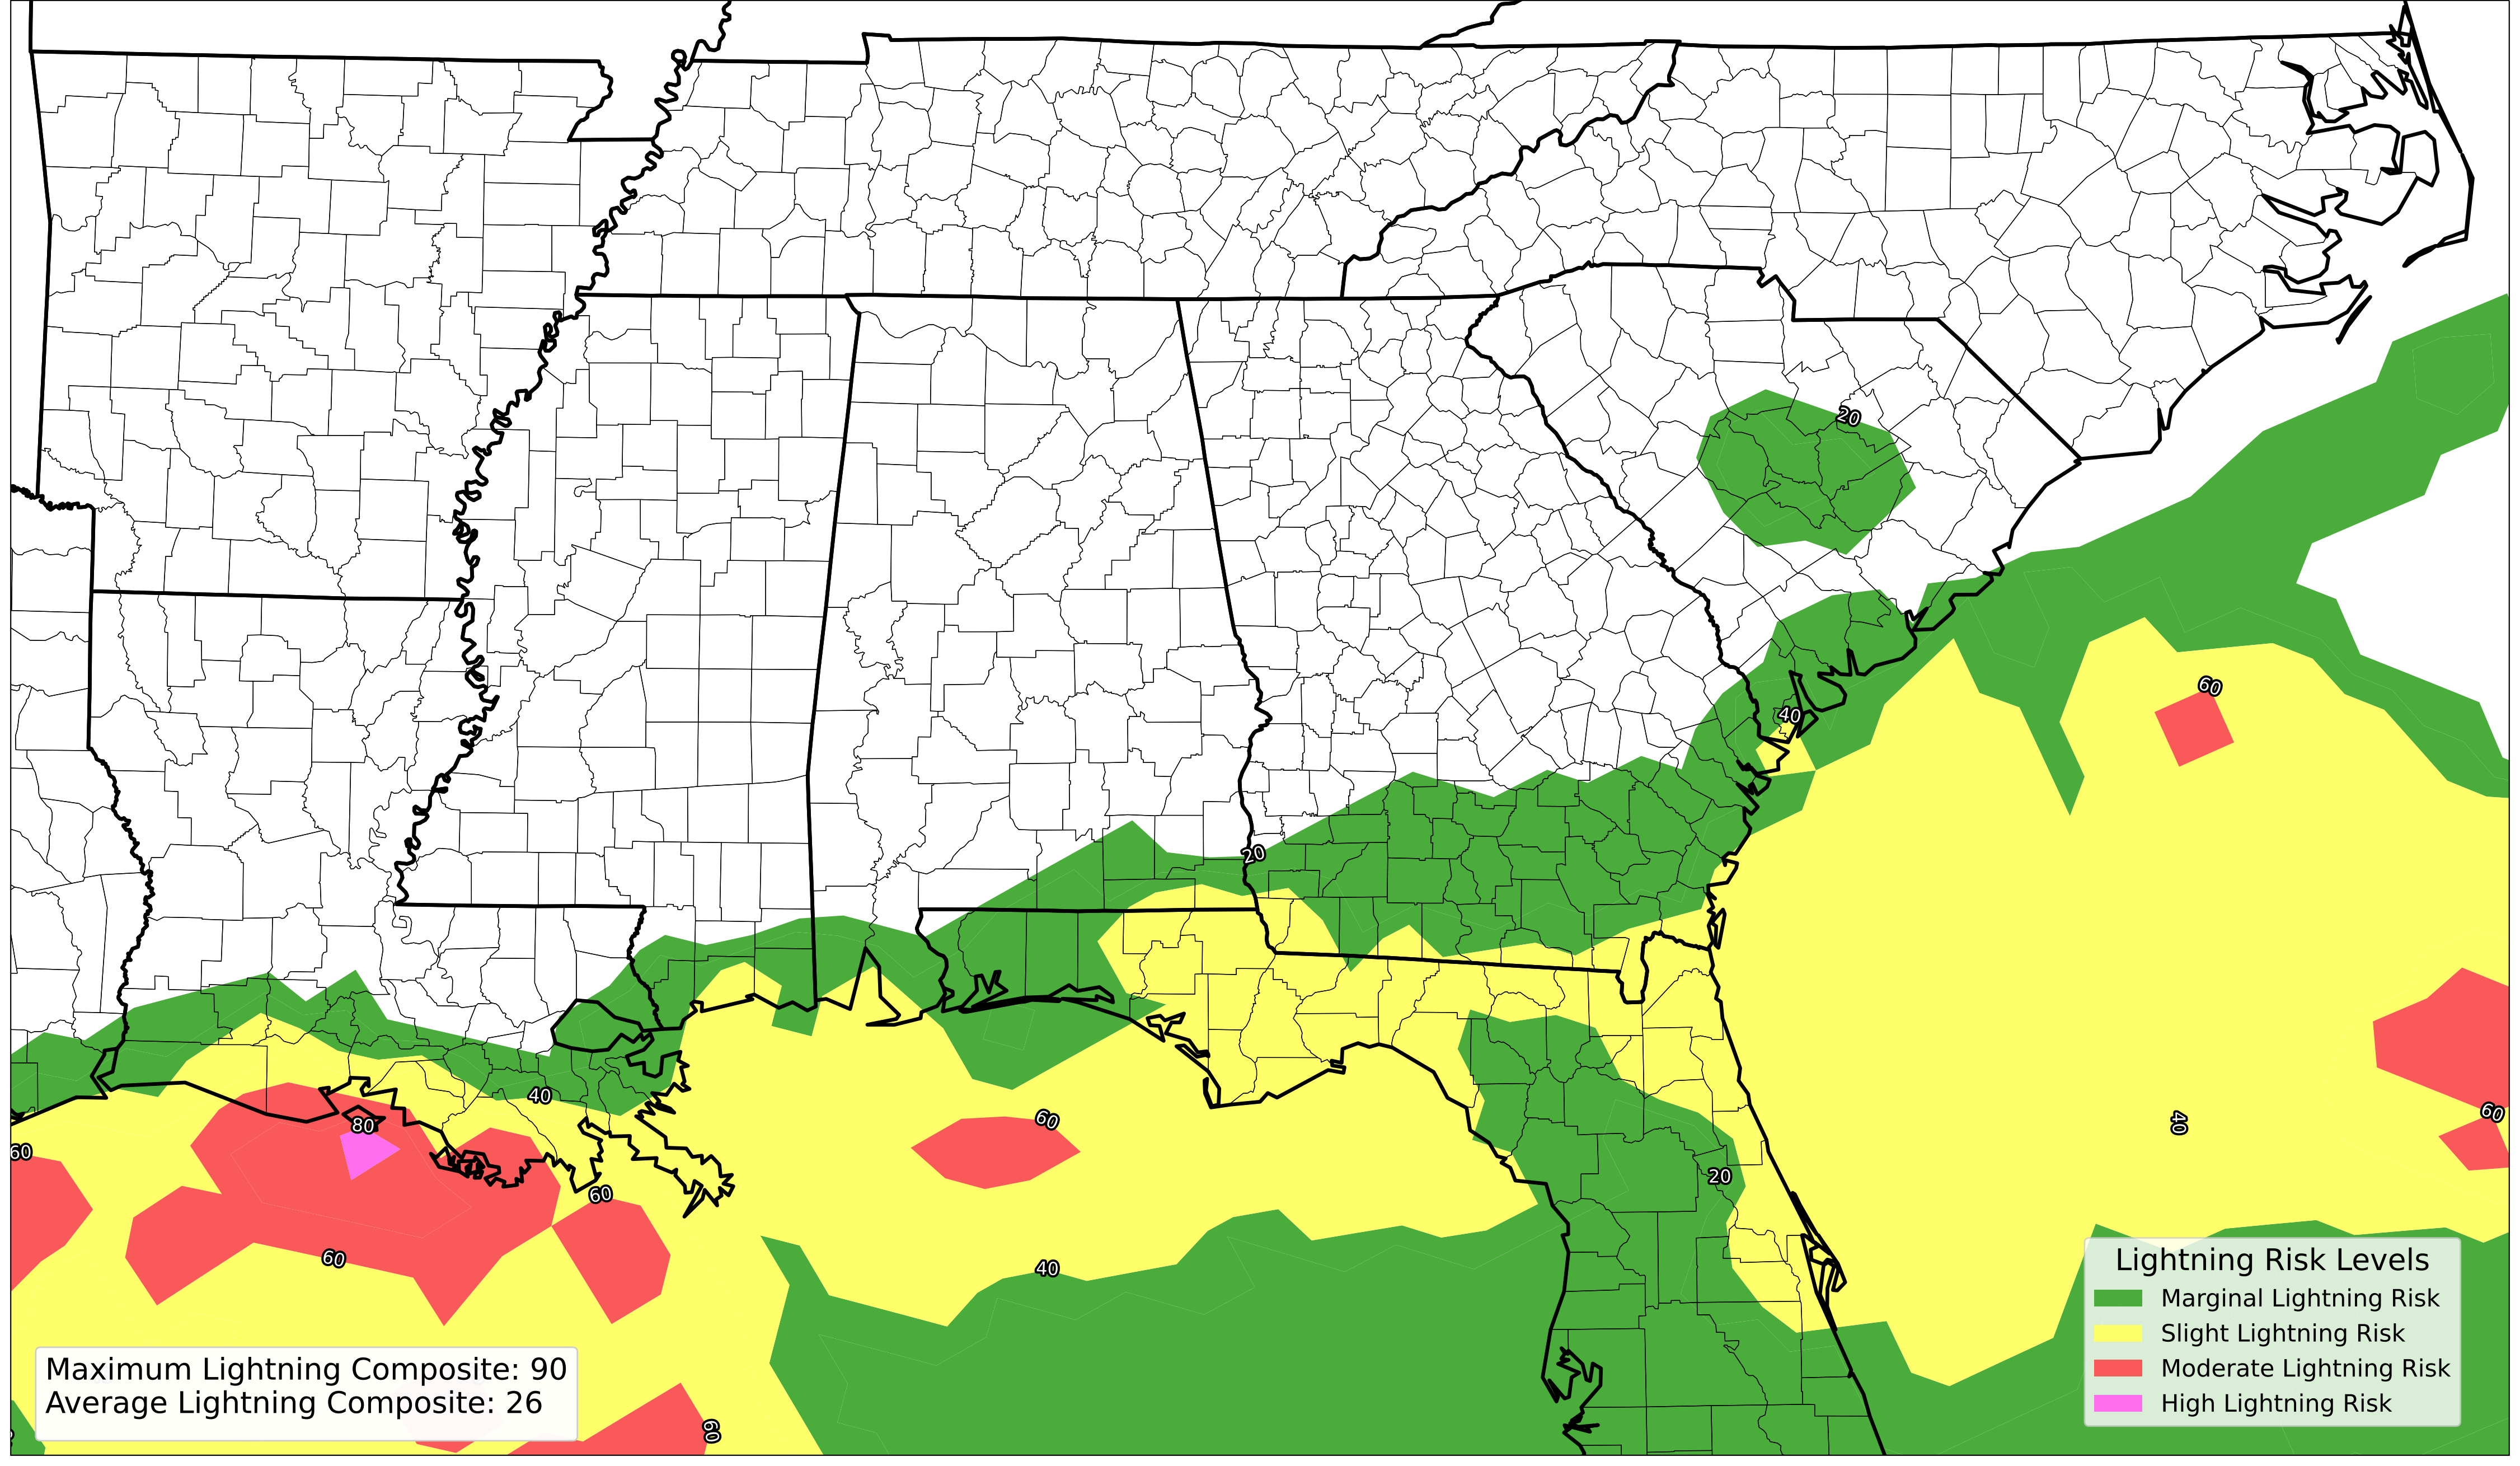 20
60
40
20
40
80
60
60
60
40
60
20
60
40
60
Lightning Risk Levels
Marginal Lightning Risk
Slight Lightning Risk
Moderate Lightning Risk
High Lightning Risk
Maximum Lightning Composite: 90
Average Lightning Composite: 26
60